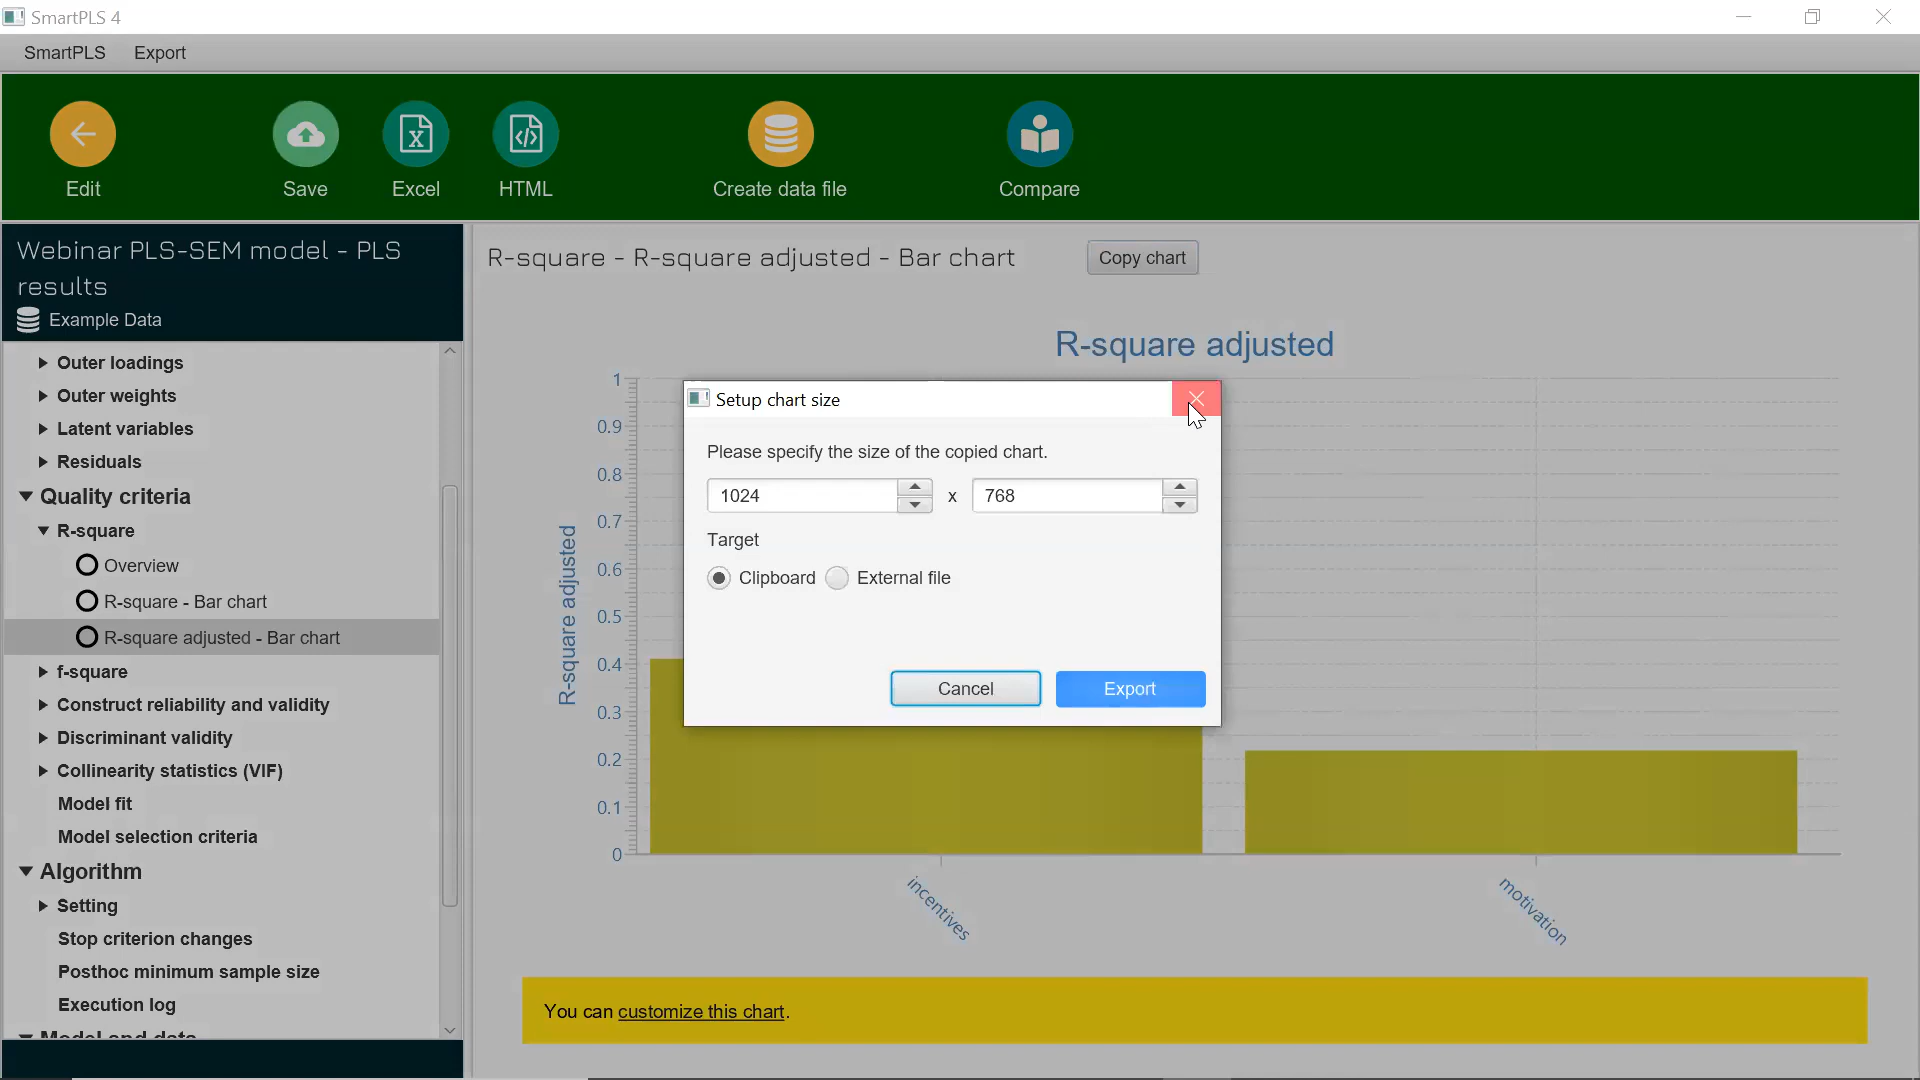 SmartPLS 4
SmartPLS Export
Edit Save Excel HTML Create data file Compare
Webinar PLS-SEM model - PLS
results
Example Data
Outer loadings
Outer weights
Latent variables
Residuals
Quality criteria
R-square
Overview
R-square - Bar chart
R-square adjusted - Bar chart
f-square
Construct reliability and validity
Discriminant validity
Collinearity statistics (VIF)
Model fit
Model selection criteria
Algorithm
Setting
Stop criterion changes
Posthoc minimum sample size
Execution log
Model and data
R-square - R-square adjusted - Bar chart
Copy chart
R-square adjusted
R-square adjusted
1
0.9
0.8
0.7
0.6
0.5
0.4
0.3
0.2
0.1
0
incentives
motivation
Setup chart size
Please specify the size of the copied chart.
1024 x 768
Target
Clipboard External file
Cancel Export
You can customize this chart.